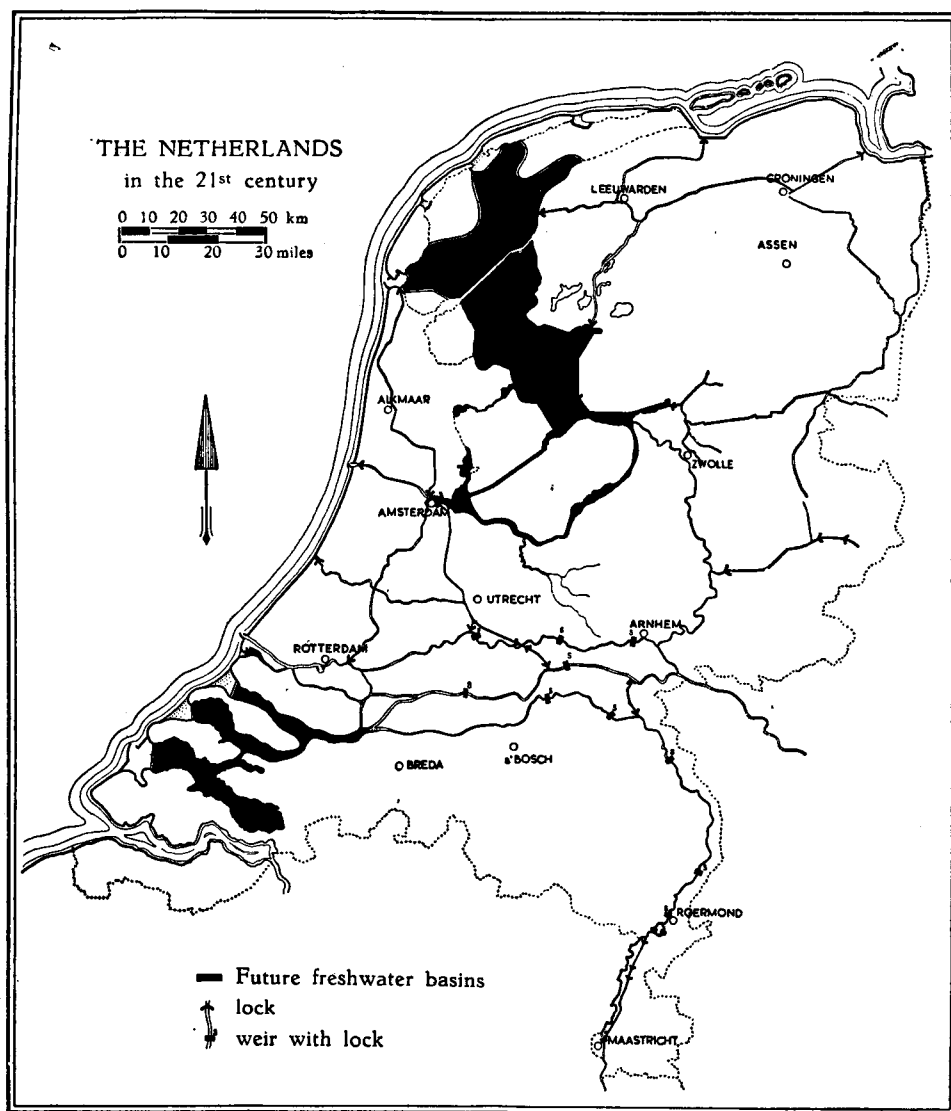 THE NETHERLANDS
in the 21st century
0 10 20 30 40 50 km
0 10 20 30 miles
LEEUWARDEN
GRONINGEN
ASSEN
ALKMAAR
ZWOLLE
AMSTERDAM
UTRECHT
ARNHEM
ROTTERDAM
BREDA
s'BOSCH
ROERMOND
MAASTRICHT
Future freshwater basins
lock
weir with lock